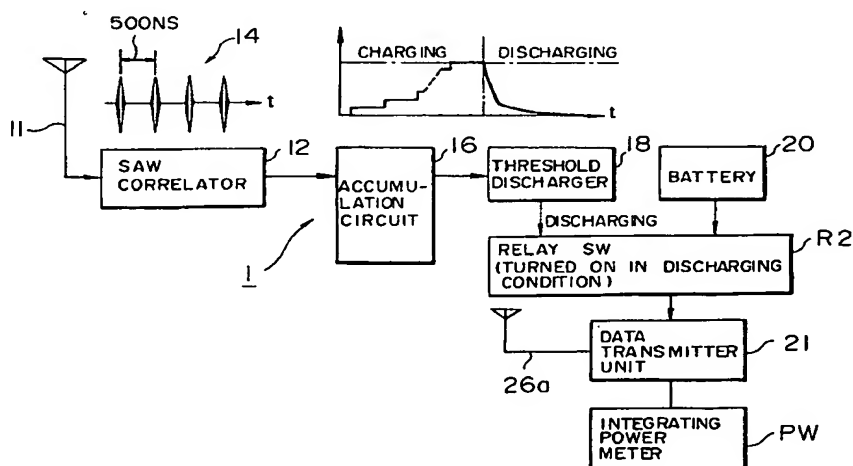 500NS
14
t
CHARGING
DISCHARGING
t
11
12
SAW
CORRELATOR
16
ACCUMU-
LATION
CIRCUIT
18
THRESHOLD
DISCHARGER
20
BATTERY
DISCHARGING
1
R2
RELAY SW
(TURNED ON IN DISCHARGING
CONDITION)
26a
21
DATA
TRANSMITTER
UNIT
PW
INTEGRATING
POWER
METER